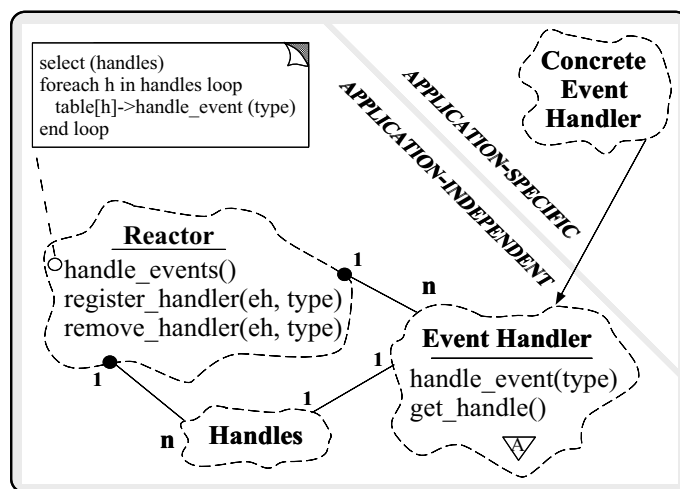 select (handles)
foreach h in handles loop
table[h]->handle_event (type)
end loop
Concrete
Event
Handler
APPLICATION-SPECIFIC
APPLICATION-INDEPENDENT
Reactor
handle_events()
register_handler(eh, type)
remove_handler(eh, type)
1
n
Event Handler
handle_event(type)
get_handle()
A
1
1
1
n
Handles